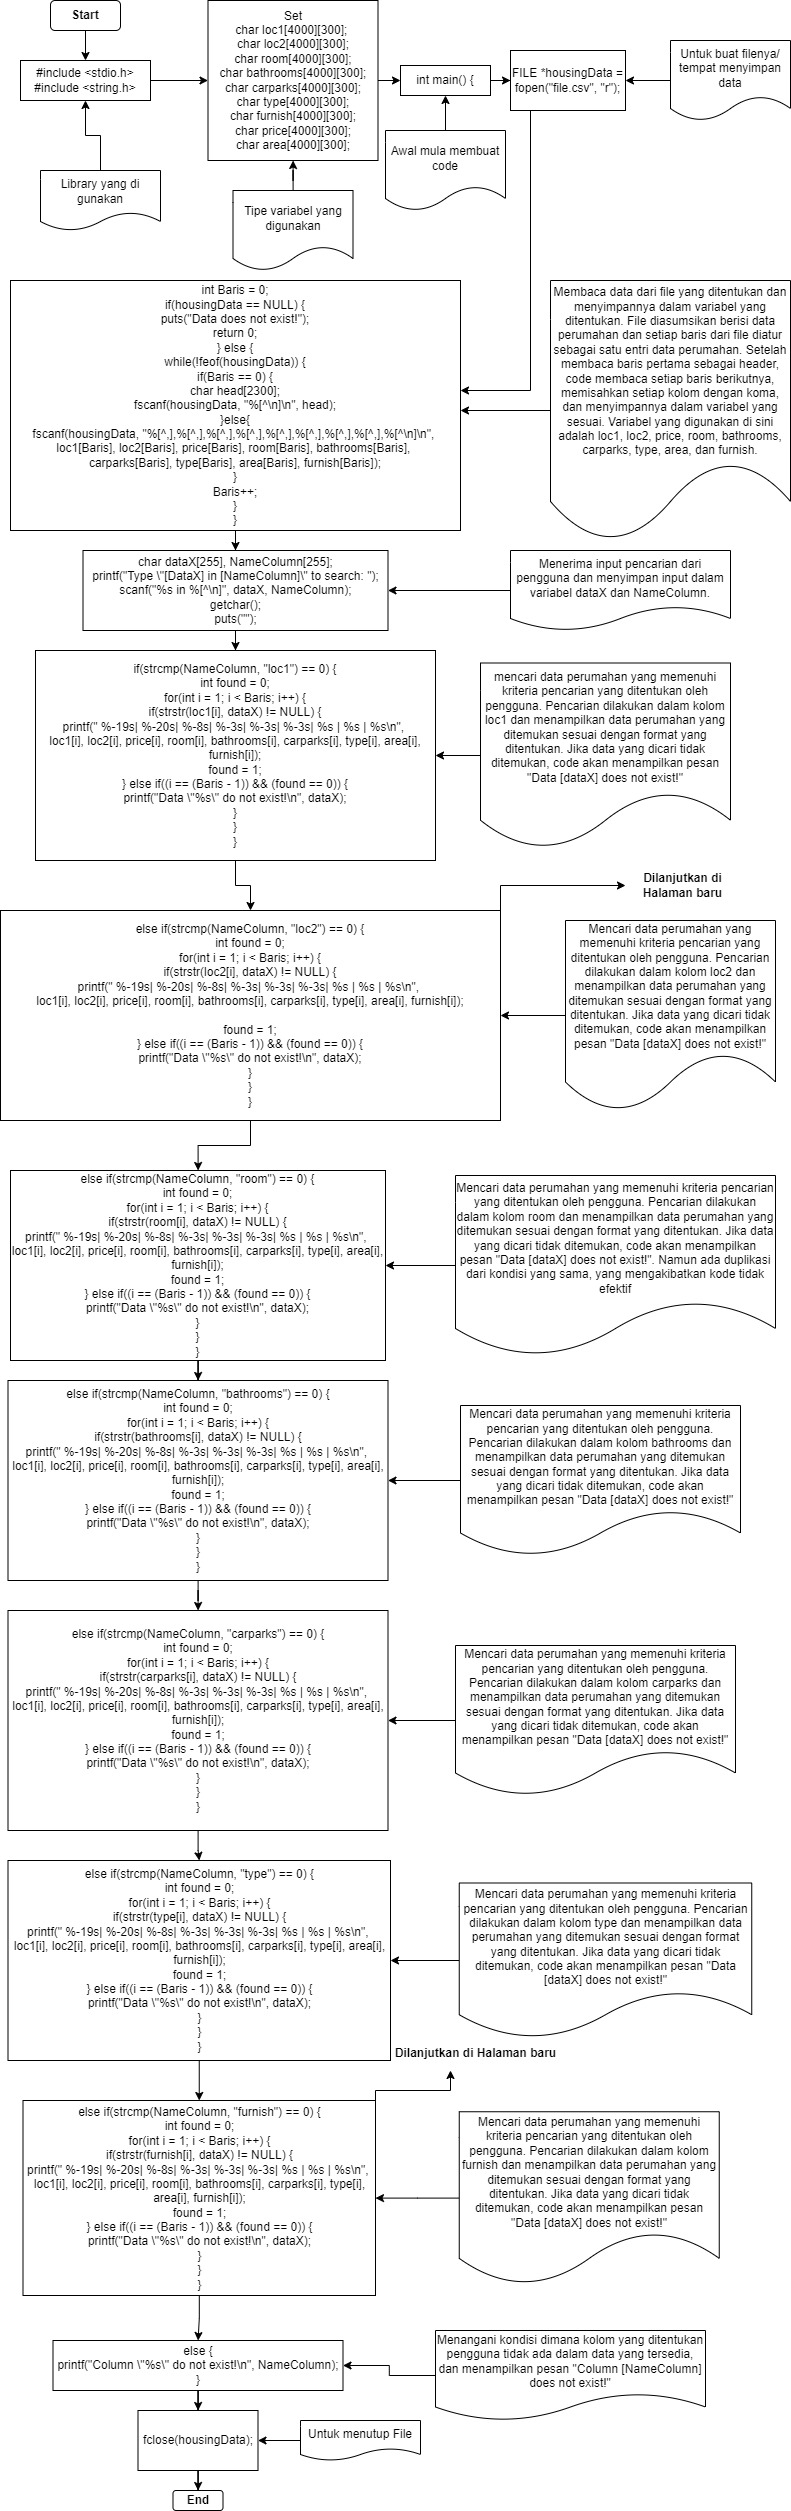 Start
#include <stdio.h>
#include <string.h>
Library yang di
gunakan
Set
char loc1[4000][300];
char loc2[4000][300];
char room[4000][300];
char bathrooms[4000][300];
char carparks[4000][300];
char type[4000][300];
char furnish[4000][300];
char price[4000][300];
char area[4000][300];
Tipe variabel yang
digunakan
int main() {
Awal mula membuat
code
FILE *housingData =
fopen("file.csv", "r");
Untuk buat filenya/
tempat menyimpan
data
int Baris = 0;
if(housingData == NULL) {
puts("Data does not exist!");
return 0;
} else {
while(!feof(housingData)) {
if(Baris == 0) {
char head[2300];
fscanf(housingData, "%[^\n]\n", head);
}else{
fscanf(housingData, "%[^,],%[^,],%[^,],%[^,],%[^,],%[^,],%[^,],%[^,],%[^\n]\n",
loc1[Baris], loc2[Baris], price[Baris], room[Baris], bathrooms[Baris],
carparks[Baris], type[Baris], area[Baris], furnish[Baris]);
}
Baris++;
}
}
Membaca data dari file yang ditentukan dan
menyimpannya dalam variabel yang
ditentukan. File diasumsikan berisi data
perumahan dan setiap baris dari file diatur
sebagai satu entri data perumahan. Setelah
membaca baris pertama sebagai header,
code membaca setiap baris berikutnya,
memisahkan setiap kolom dengan koma,
dan menyimpannya dalam variabel yang
sesuai. Variabel yang digunakan di sini
adalah loc1, loc2, price, room, bathrooms,
carparks, type, area, dan furnish.
char dataX[255], NameColumn[255];
printf("Type \"[DataX] in [NameColumn]\" to search: ");
scanf("%s in %[^\n]", dataX, NameColumn);
getchar();
puts("");
Menerima input pencarian dari
pengguna dan menyimpan input dalam
variabel dataX dan NameColumn.
if(strcmp(NameColumn, "loc1") == 0) {
int found = 0;
for(int i = 1; i < Baris; i++) {
if(strstr(loc1[i], dataX) != NULL) {
printf(" %-19s| %-20s| %-8s| %-3s| %-3s| %-3s| %s | %s | %s\n",
loc1[i], loc2[i], price[i], room[i], bathrooms[i], carparks[i], type[i], area[i],
furnish[i]);
found = 1;
} else if((i == (Baris - 1)) && (found == 0)) {
printf("Data \"%s\" do not exist!\n", dataX);
}
}
}
mencari data perumahan yang memenuhi
kriteria pencarian yang ditentukan oleh
pengguna. Pencarian dilakukan dalam kolom
loc1 dan menampilkan data perumahan yang
ditemukan sesuai dengan format yang
ditentukan. Jika data yang dicari tidak
ditemukan, code akan menampilkan pesan
"Data [dataX] does not exist!"
Dilanjutkan di
Halaman baru
else if(strcmp(NameColumn, "loc2") == 0) {
int found = 0;
for(int i = 1; i < Baris; i++) {
if(strstr(loc2[i], dataX) != NULL) {
printf(" %-19s| %-20s| %-8s| %-3s| %-3s| %-3s| %s | %s | %s\n",
loc1[i], loc2[i], price[i], room[i], bathrooms[i], carparks[i], type[i], area[i], furnish[i]);
found = 1;
} else if((i == (Baris - 1)) && (found == 0)) {
printf("Data \"%s\" do not exist!\n", dataX);
}
}
}
Mencari data perumahan yang
memenuhi kriteria pencarian yang
ditentukan oleh pengguna. Pencarian
dilakukan dalam kolom loc2 dan
menampilkan data perumahan yang
ditemukan sesuai dengan format yang
ditentukan. Jika data yang dicari tidak
ditemukan, code akan menampilkan
pesan "Data [dataX] does not exist!"
else if(strcmp(NameColumn, "room") == 0) {
int found = 0;
for(int i = 1; i < Baris; i++) {
if(strstr(room[i], dataX) != NULL) {
printf(" %-19s| %-20s| %-8s| %-3s| %-3s| %-3s| %s | %s | %s\n",
loc1[i], loc2[i], price[i], room[i], bathrooms[i], carparks[i], type[i], area[i],
furnish[i]);
found = 1;
} else if((i == (Baris - 1)) && (found == 0)) {
printf("Data \"%s\" do not exist!\n", dataX);
}
}
}
Mencari data perumahan yang memenuhi kriteria pencarian
yang ditentukan oleh pengguna. Pencarian dilakukan
dalam kolom room dan menampilkan data perumahan yang
ditemukan sesuai dengan format yang ditentukan. Jika data
yang dicari tidak ditemukan, code akan menampilkan
pesan "Data [dataX] does not exist!". Namun ada duplikasi
dari kondisi yang sama, yang mengakibatkan kode tidak
efektif
else if(strcmp(NameColumn, "bathrooms") == 0) {
int found = 0;
for(int i = 1; i < Baris; i++) {
if(strstr(bathrooms[i], dataX) != NULL) {
printf(" %-19s| %-20s| %-8s| %-3s| %-3s| %-3s| %s | %s | %s\n",
loc1[i], loc2[i], price[i], room[i], bathrooms[i], carparks[i], type[i], area[i],
furnish[i]);
found = 1;
} else if((i == (Baris - 1)) && (found == 0)) {
printf("Data \"%s\" do not exist!\n", dataX);
}
}
}
Mencari data perumahan yang memenuhi kriteria
pencarian yang ditentukan oleh pengguna.
Pencarian dilakukan dalam kolom bathrooms dan
menampilkan data perumahan yang ditemukan
sesuai dengan format yang ditentukan. Jika data
yang dicari tidak ditemukan, code akan
menampilkan pesan "Data [dataX] does not exist!"
else if(strcmp(NameColumn, "carparks") == 0) {
int found = 0;
for(int i = 1; i < Baris; i++) {
if(strstr(carparks[i], dataX) != NULL) {
printf(" %-19s| %-20s| %-8s| %-3s| %-3s| %-3s| %s | %s | %s\n",
loc1[i], loc2[i], price[i], room[i], bathrooms[i], carparks[i], type[i], area[i],
furnish[i]);
found = 1;
} else if((i == (Baris - 1)) && (found == 0)) {
printf("Data \"%s\" do not exist!\n", dataX);
}
}
}
Mencari data perumahan yang memenuhi kriteria
pencarian yang ditentukan oleh pengguna.
Pencarian dilakukan dalam kolom carparks dan
menampilkan data perumahan yang ditemukan
sesuai dengan format yang ditentukan. Jika data
yang dicari tidak ditemukan, code akan
menampilkan pesan "Data [dataX] does not exist!"
else if(strcmp(NameColumn, "type") == 0) {
int found = 0;
for(int i = 1; i < Baris; i++) {
if(strstr(type[i], dataX) != NULL) {
printf(" %-19s| %-20s| %-8s| %-3s| %-3s| %-3s| %s | %s | %s\n",
loc1[i], loc2[i], price[i], room[i], bathrooms[i], carparks[i], type[i], area[i],
furnish[i]);
found = 1;
} else if((i == (Baris - 1)) && (found == 0)) {
printf("Data \"%s\" do not exist!\n", dataX);
}
}
}
Mencari data perumahan yang memenuhi kriteria
pencarian yang ditentukan oleh pengguna. Pencarian
dilakukan dalam kolom type dan menampilkan data
perumahan yang ditemukan sesuai dengan format
yang ditentukan. Jika data yang dicari tidak
ditemukan, code akan menampilkan pesan "Data
[dataX] does not exist!"
Dilanjutkan di Halaman baru
else if(strcmp(NameColumn, "furnish") == 0) {
int found = 0;
for(int i = 1; i < Baris; i++) {
if(strstr(furnish[i], dataX) != NULL) {
printf(" %-19s| %-20s| %-8s| %-3s| %-3s| %-3s| %s | %s | %s\n",
loc1[i], loc2[i], price[i], room[i], bathrooms[i], carparks[i], type[i],
area[i], furnish[i]);
found = 1;
} else if((i == (Baris - 1)) && (found == 0)) {
printf("Data \"%s\" do not exist!\n", dataX);
}
}
}
Mencari data perumahan yang memenuhi
kriteria pencarian yang ditentukan oleh
pengguna. Pencarian dilakukan dalam kolom
furnish dan menampilkan data perumahan yang
ditemukan sesuai dengan format yang
ditentukan. Jika data yang dicari tidak
ditemukan, code akan menampilkan pesan
"Data [dataX] does not exist!"
else {
printf("Column \"%s\" do not exist!\n", NameColumn);
}
Menangani kondisi dimana kolom yang ditentukan
pengguna tidak ada dalam data yang tersedia,
dan menampilkan pesan "Column [NameColumn]
does not exist!"
fclose(housingData);
Untuk menutup File
End